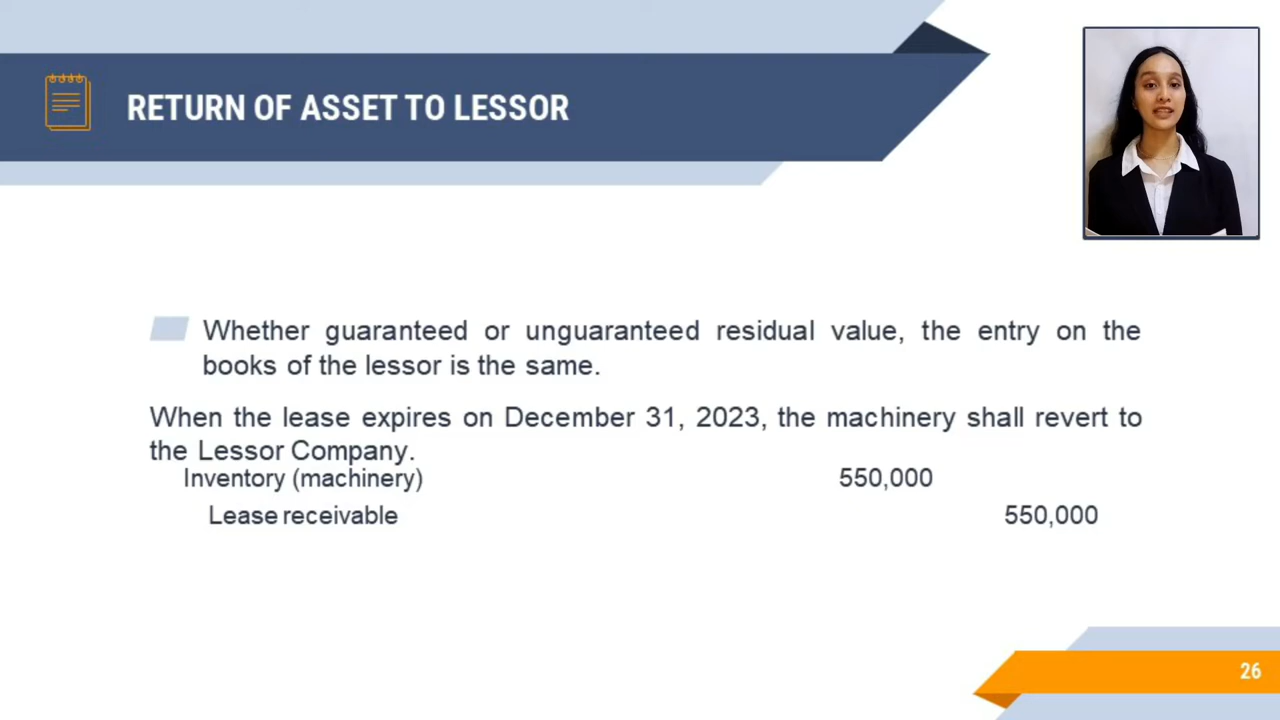 RETURN OF ASSET TO LESSOR
Whether guaranteed or unguaranteed residual value, the entry on the
books of the lessor is the same.
When the lease expires on December 31, 2023, the machinery shall revert to
the Lessor Company.
Inventory (machinery) 550,000
Lease receivable 550,000
26